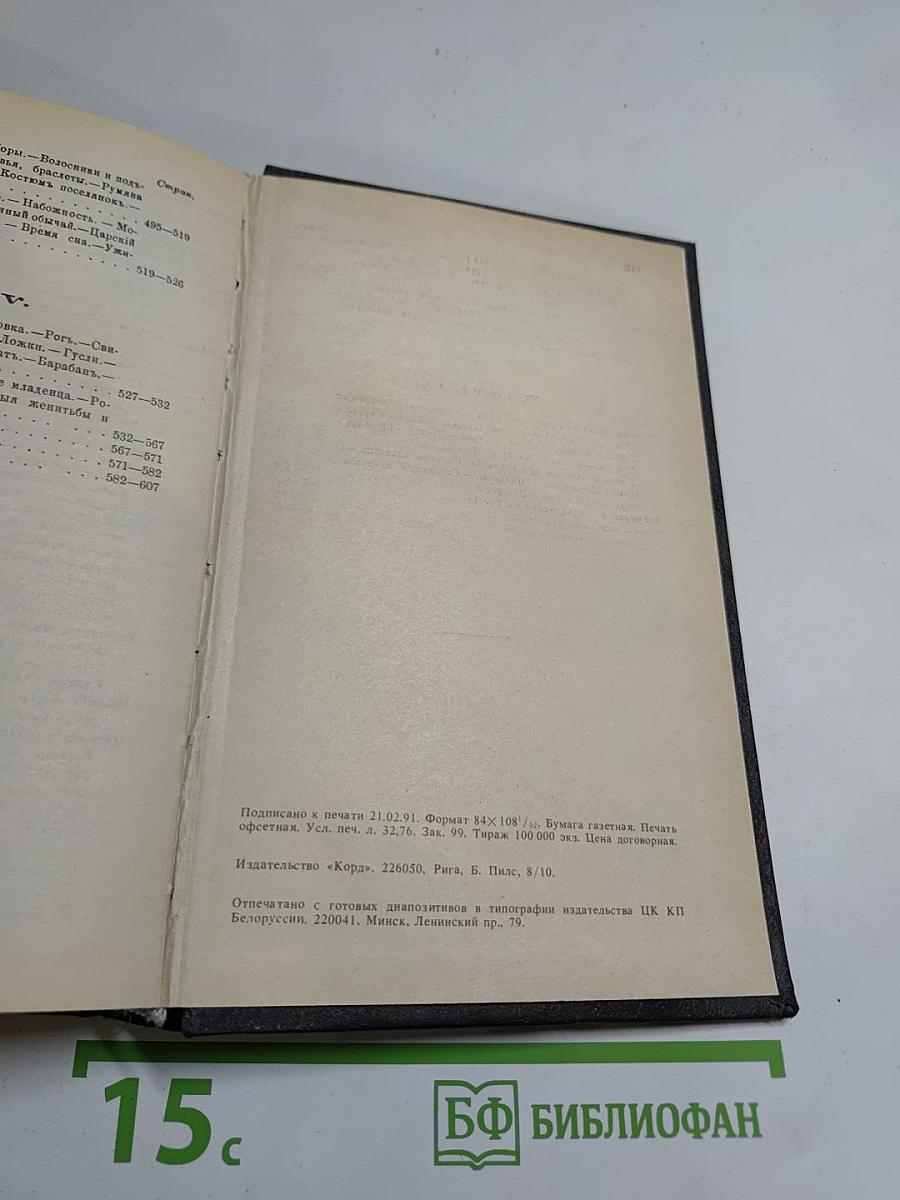 Стран.
оры.—Волосники и подъ-
вья, браслеты.—Румяна
Костюмъ поселянокъ.—
495—519
— Набожность. — Мо-
нный обычай.—Царскій
— Время сна.—Ужи-
519—526
V.
овка.—Рогъ.—Сви-
Ложки.—Гусли.—
атъ.—Барабанъ.—
527—532
е младенца.—Ро-
ыя женитьбы и
532—567
567—571
571—582
582—607
Подписано к печати 21.02.91. Формат 84×108¹/₃₂. Бумага газетная. Печать
офсетная. Усл. печ. л. 32,76. Зак. 99. Тираж 100 000 экз. Цена договорная.
Издательство «Корд». 226050, Рига, Б. Пилс, 8/10.
Отпечатано с готовых диапозитивов в типографии издательства ЦК КП
Белоруссии. 220041, Минск, Ленинский пр., 79.
15 с
БФ БИБЛИОФАН